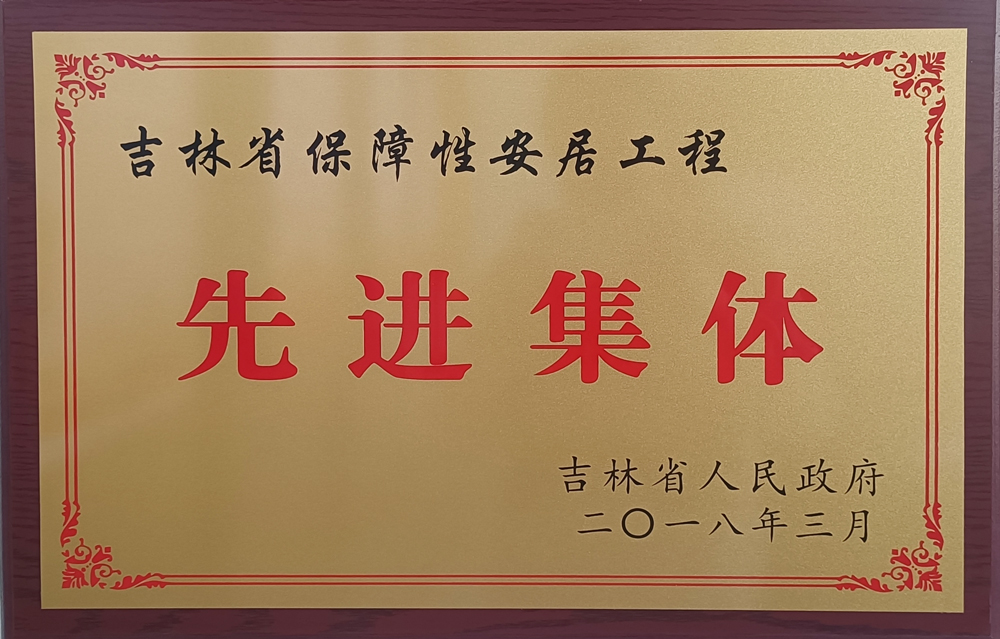 吉林省保障性安居工程
先进集体
吉林省人民政府
二〇一八年三月